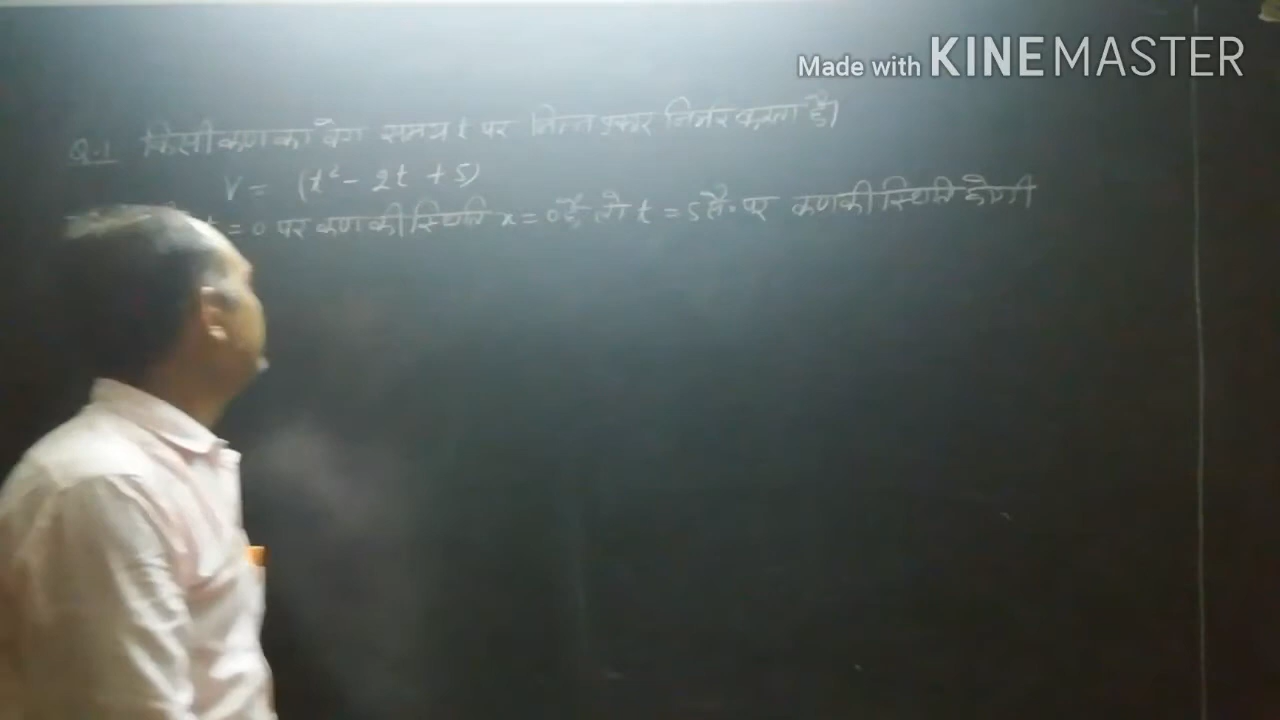 Made with KINEMASTER
Q.1 किसी कण का वेग समय t पर निम्न प्रकार निर्भर करता है।
V = (t² - 2t + 5)
t = 0 पर कण की स्थिति x = 0 है तो t = 5 से॰ पर कण की स्थिति होगी